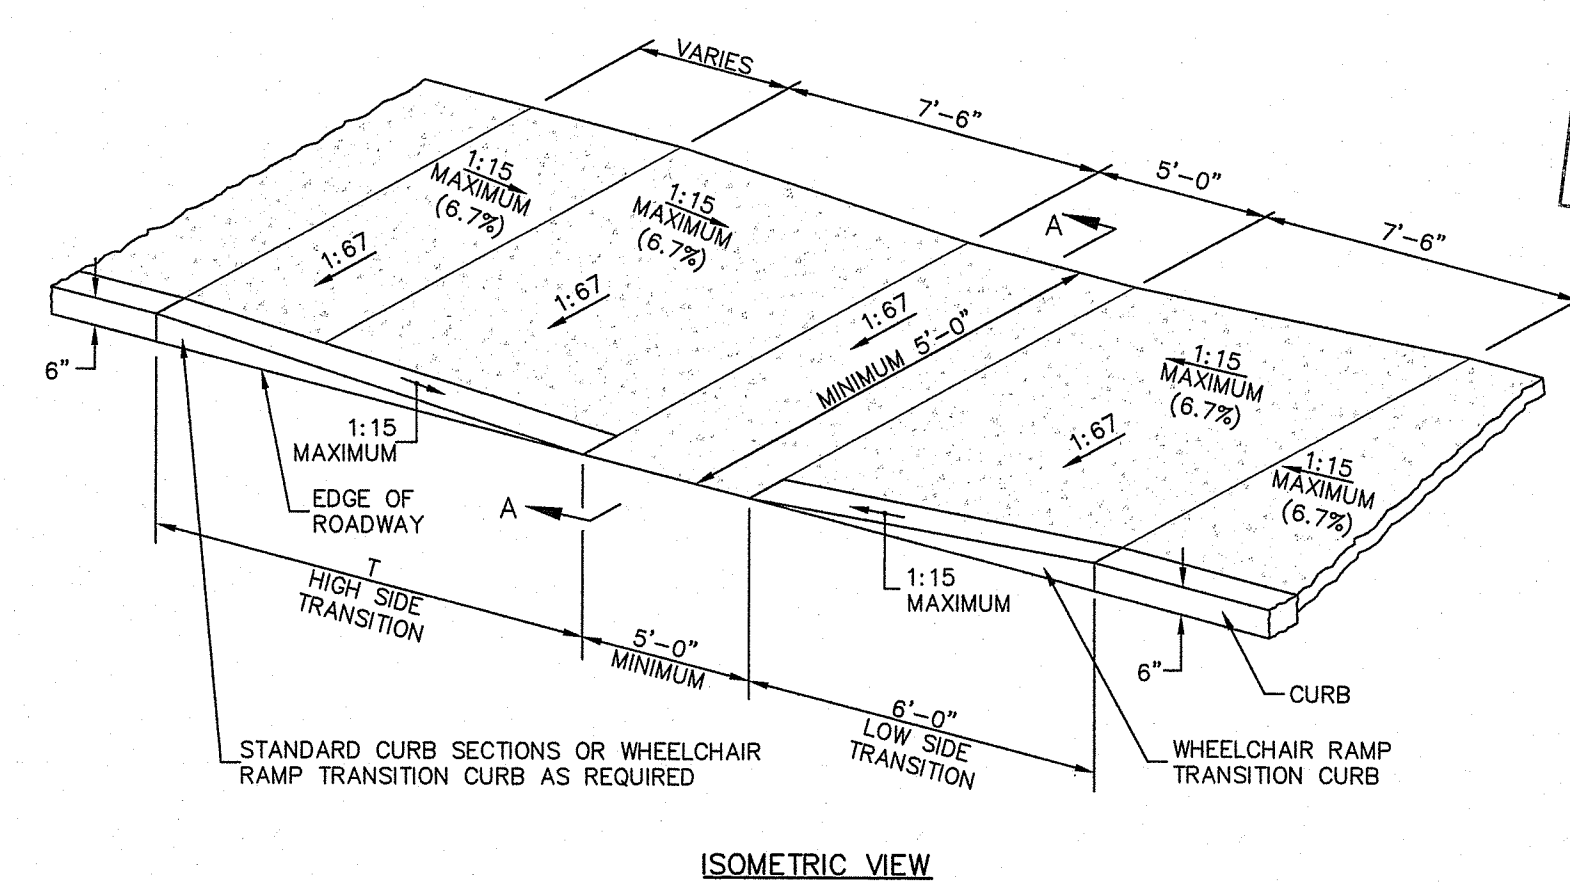 VARIES
7'-6"
5'-0"
7'-6"
1:15
MAXIMUM
(6.7%)
1:15
MAXIMUM
(6.7%)
A
1:67
1:67
1:67
MINIMUM 5'-0"
1:15
MAXIMUM
(6.7%)
1:67
1:15
MAXIMUM
(6.7%)
6"
1:15
MAXIMUM
EDGE OF
ROADWAY
A
T
HIGH SIDE
TRANSITION
5'-0"
MINIMUM
1:15
MAXIMUM
6"
CURB
6'-0"
LOW SIDE
TRANSITION
STANDARD CURB SECTIONS OR WHEELCHAIR
RAMP TRANSITION CURB AS REQUIRED
WHEELCHAIR RAMP
TRANSITION CURB
ISOMETRIC VIEW